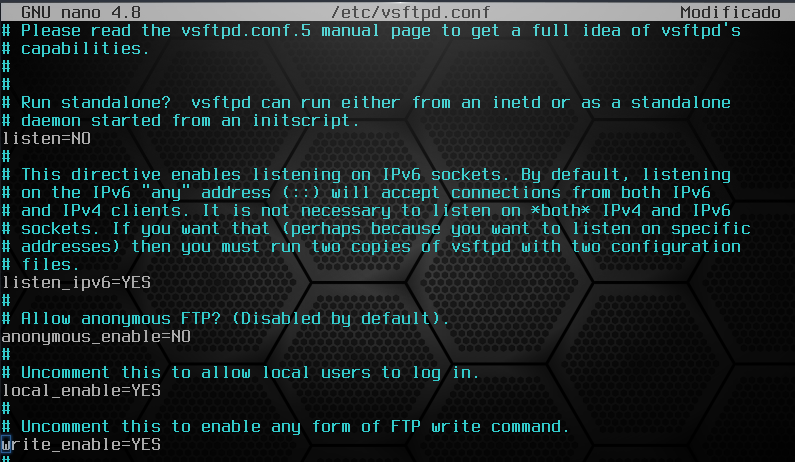 GNU nano 4.8 /etc/vsftpd.conf Modificado
# Please read the vsftpd.conf.5 manual page to get a full idea of vsftpd's
# capabilities.
#
#
# Run standalone?  vsftpd can run either from an inetd or as a standalone
# daemon started from an initscript.
listen=NO
#
# This directive enables listening on IPv6 sockets. By default, listening
# on the IPv6 "any" address (::) will accept connections from both IPv6
# and IPv4 clients. It is not necessary to listen on *both* IPv4 and IPv6
# sockets. If you want that (perhaps because you want to listen on specific
# addresses) then you must run two copies of vsftpd with two configuration
# files.
listen_ipv6=YES
#
# Allow anonymous FTP? (Disabled by default).
anonymous_enable=NO
#
# Uncomment this to allow local users to log in.
local_enable=YES
#
# Uncomment this to enable any form of FTP write command.
write_enable=YES
#